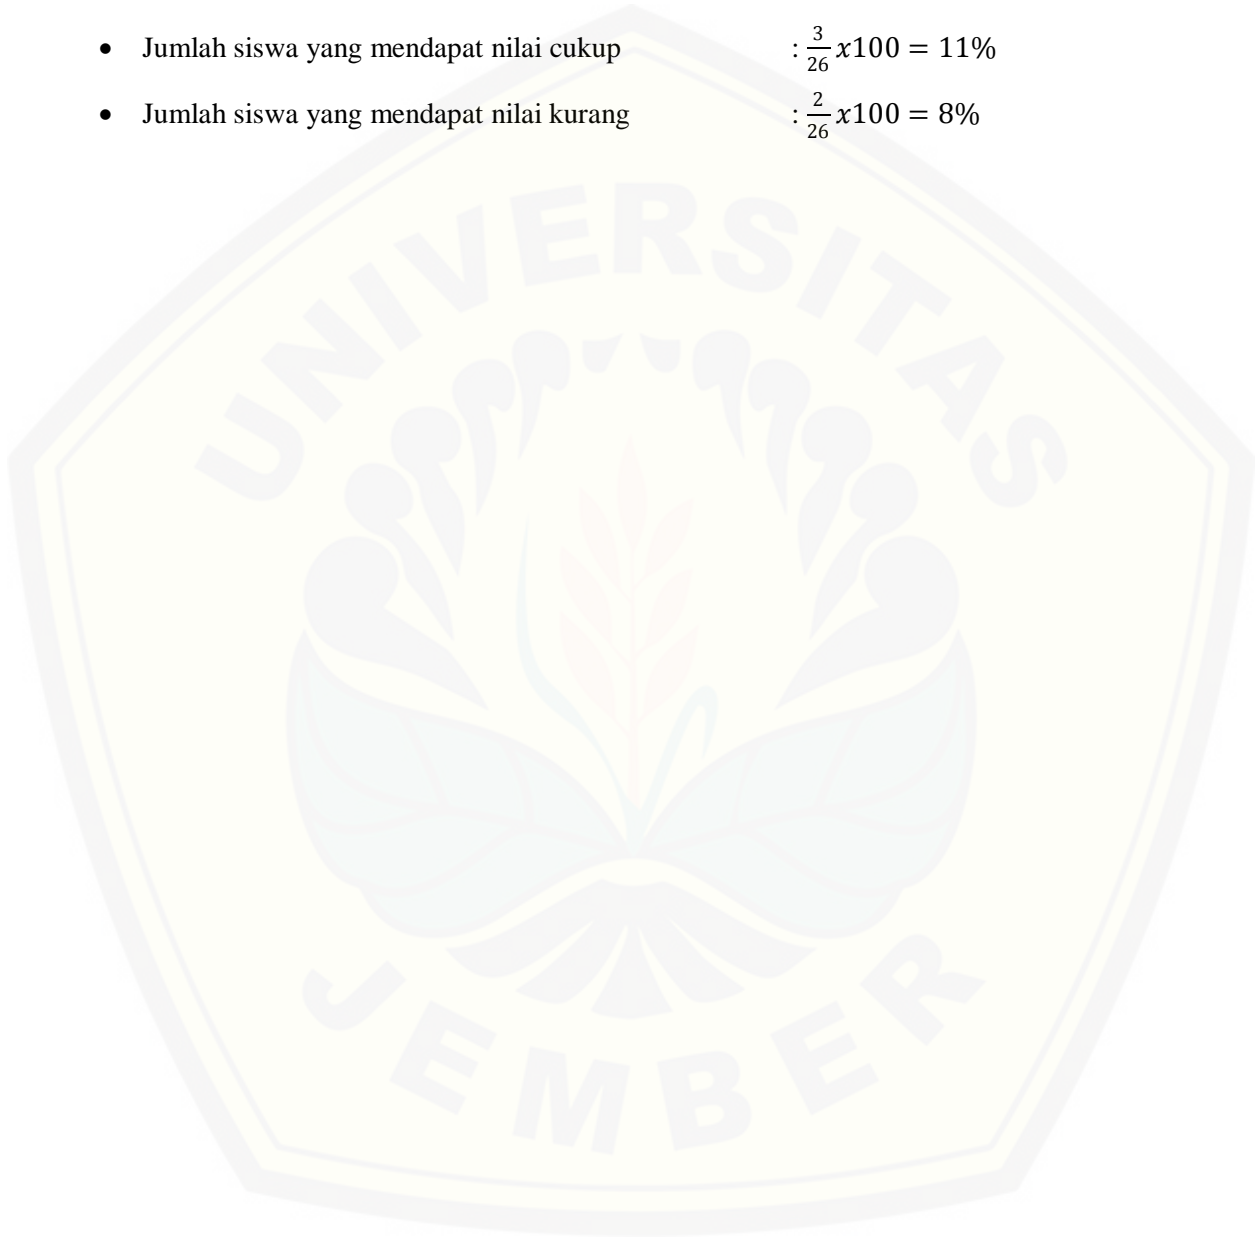 • Jumlah siswa yang mendapat nilai cukup : 3/26 x100 = 11%
• Jumlah siswa yang mendapat nilai kurang : 2/26 x100 = 8%
UNIVERSITAS
JEMBER